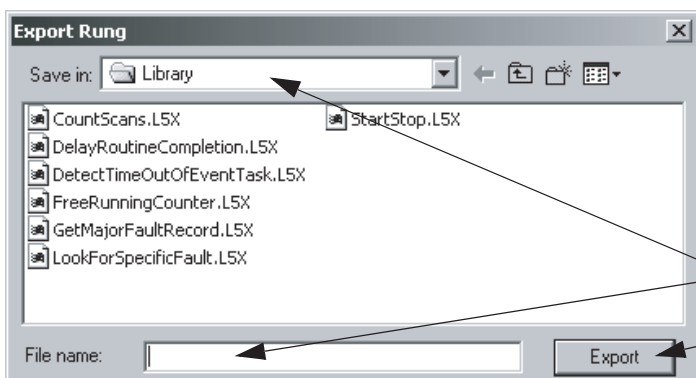 Export Rung
Save in: Library
CountScans.L5X
DelayRoutineCompletion.L5X
DetectTimeOutOfEventTask.L5X
FreeRunningCounter.L5X
GetMajorFaultRecord.L5X
LookForSpecificFault.L5X
StartStop.L5X
File name:
Export